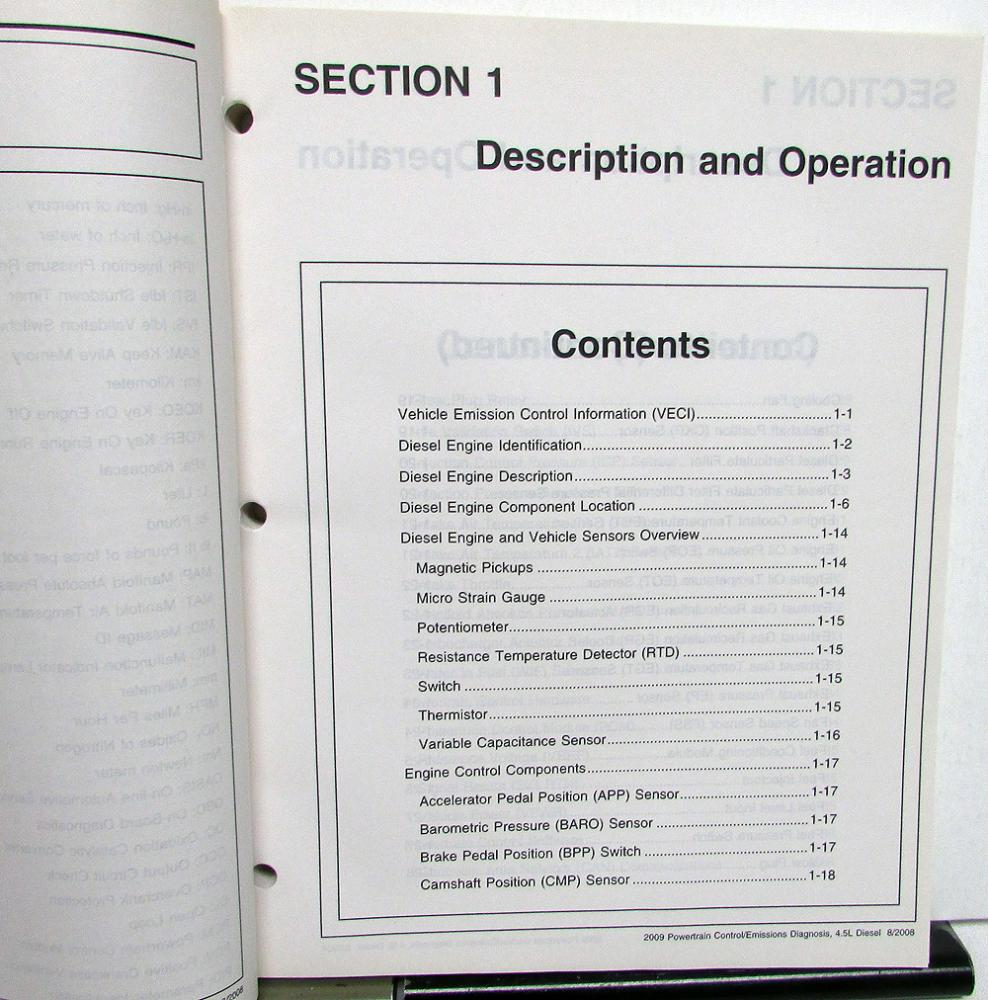 SECTION 1
Description and Operation
Contents
Vehicle Emission Control Information (VECI)..........................1-1
Diesel Engine Identification..................................................1-2
Diesel Engine Description....................................................1-3
Diesel Engine Component Location .....................................1-6
Diesel Engine and Vehicle Sensors Overview........................1-14
Magnetic Pickups ........................................................1-14
Micro Strain Gauge ......................................................1-14
Potentiometer..............................................................1-15
Resistance Temperature Detector (RTD) ..........................1-15
Switch ........................................................................1-15
Thermistor...................................................................1-15
Variable Capacitance Sensor..........................................1-16
Engine Control Components................................................1-17
Accelerator Pedal Position (APP) Sensor..........................1-17
Barometric Pressure (BARO) Sensor ...............................1-17
Brake Pedal Position (BPP) Switch .................................1-17
Camshaft Position (CMP) Sensor ....................................1-18
2009 Powertrain Control/Emissions Diagnosis, 4.5L Diesel 8/2008